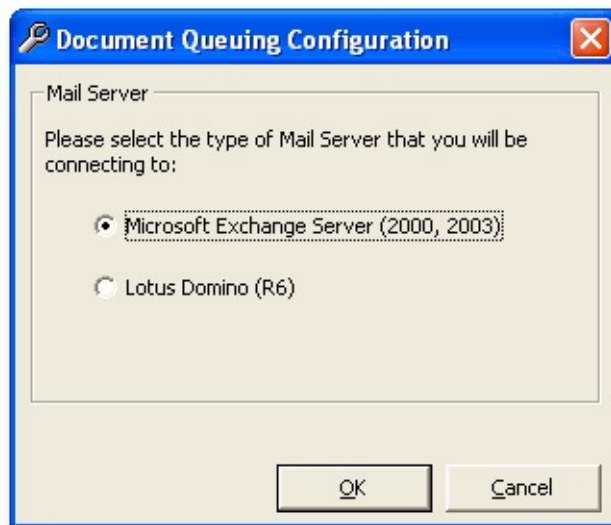 Document Queuing Configuration
Mail Server
Please select the type of Mail Server that you will be
connecting to:
Microsoft Exchange Server (2000, 2003)
Lotus Domino (R6)
OK Cancel